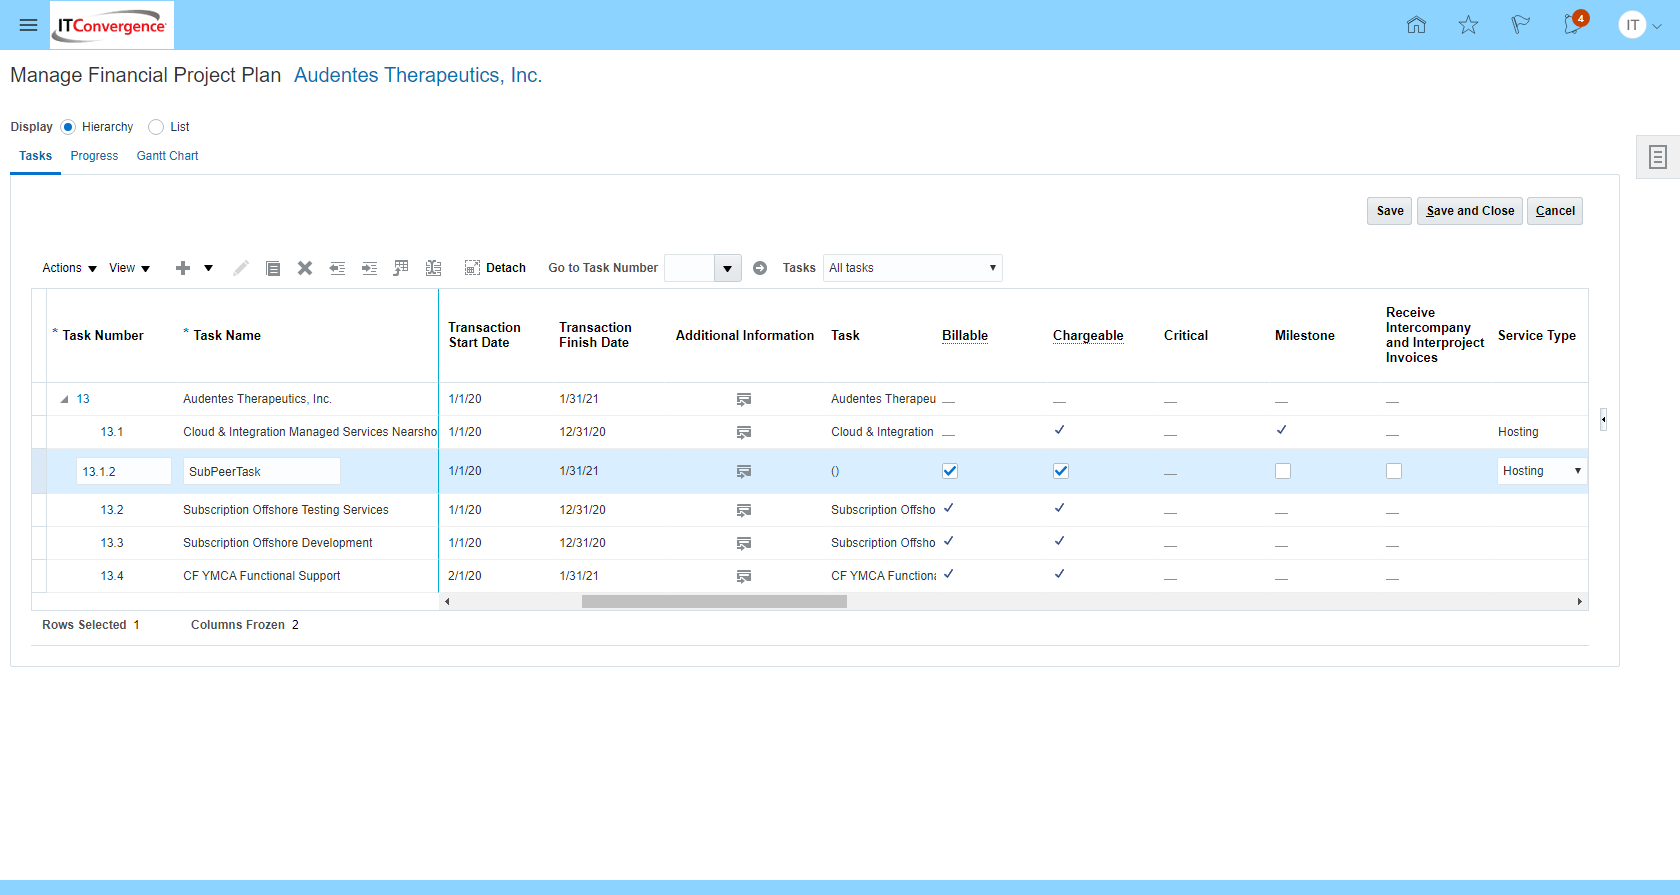 ITConvergence
4
IT
Manage Financial Project Plan Audentes Therapeutics, Inc.
Display Hierarchy List
Tasks Progress Gantt Chart
Save Save and Close Cancel
Actions View Detach Go to Task Number Tasks All tasks
* Task Number * Task Name Transaction Start Date Transaction Finish Date Additional Information Task Billable Chargeable Critical Milestone Receive Intercompany and Interproject Invoices Service Type
13 Audentes Therapeutics, Inc. 1/1/20 1/31/21 Audentes Therapeu
13.1 Cloud & Integration Managed Services Nearsho 1/1/20 12/31/20 Cloud & Integration Hosting
13.1.2 SubPeerTask 1/1/20 1/31/21 () Hosting
13.2 Subscription Offshore Testing Services 1/1/20 12/31/20 Subscription Offsho
13.3 Subscription Offshore Development 1/1/20 12/31/20 Subscription Offsho
13.4 CF YMCA Functional Support 2/1/20 1/31/21 CF YMCA Functiona
Rows Selected 1 Columns Frozen 2